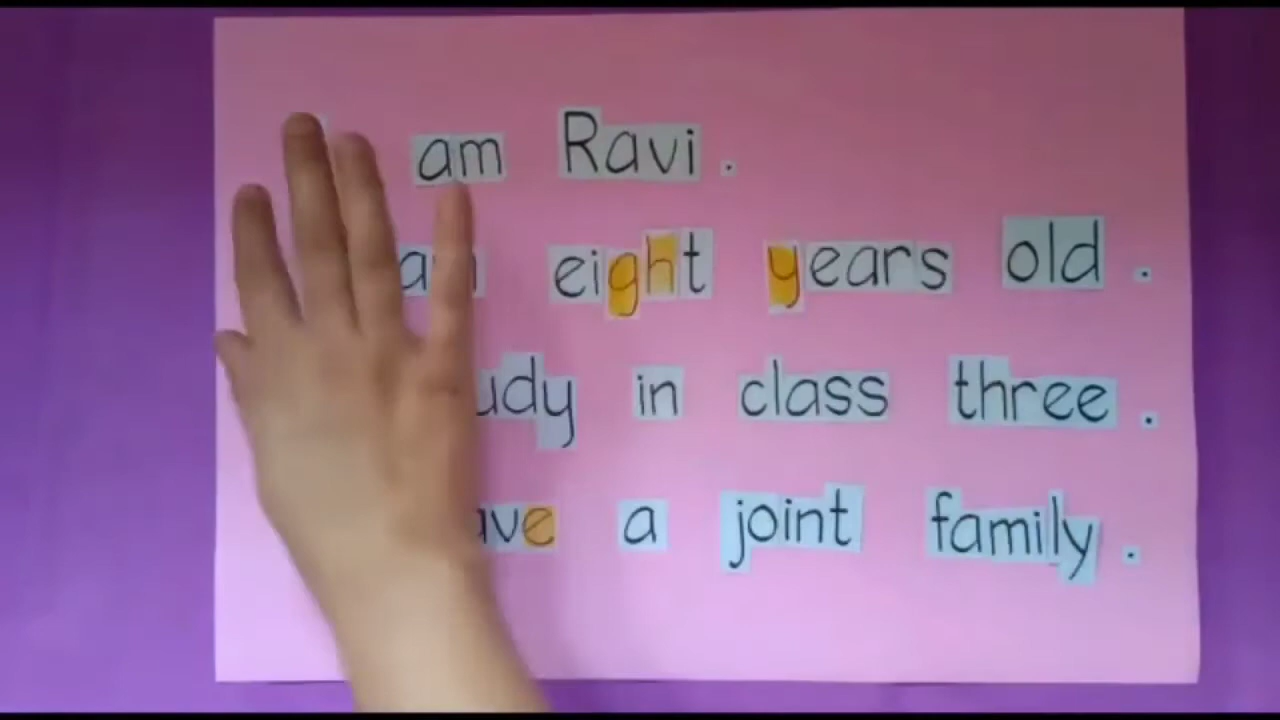 am Ravi.
eight years old.
in class three.
a joint family.